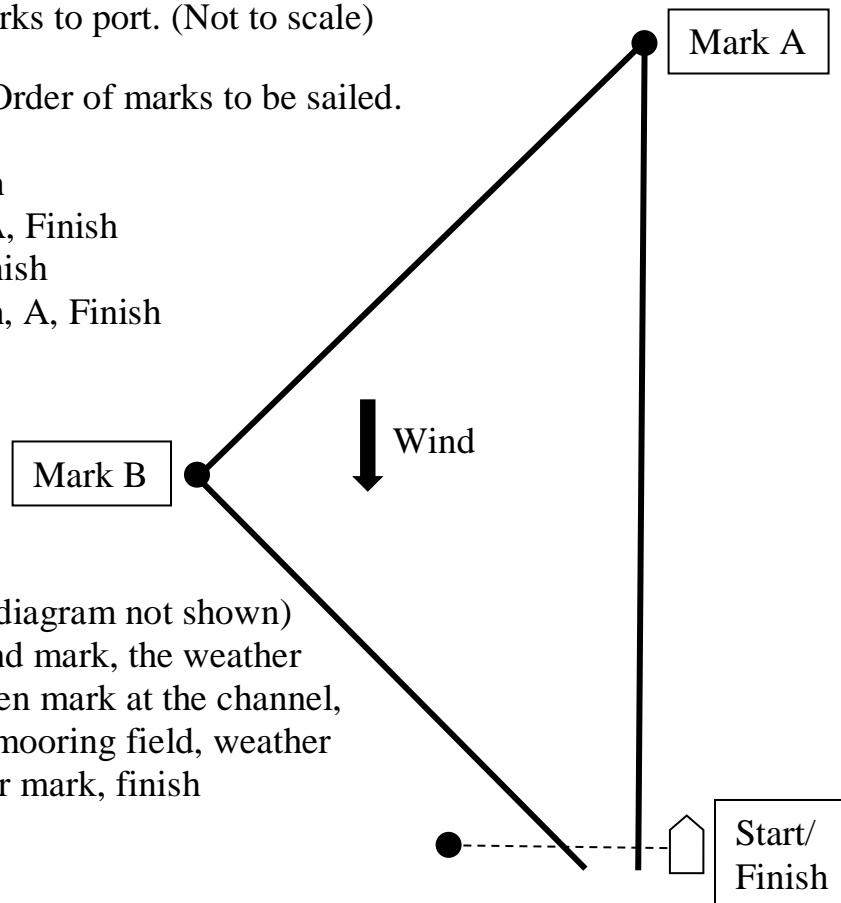 rks to port. (Not to scale)
Mark A
Order of marks to be sailed.
A, Finish
nish
n, A, Finish
Wind
Mark B
diagram not shown)
nd mark, the weather
en mark at the channel,
mooring field, weather
r mark, finish
Start/
Finish